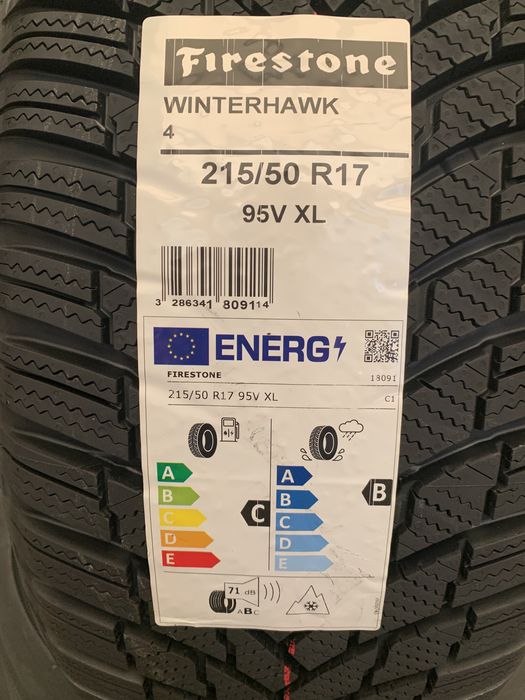 Firestone
WINTERHAWK
4
215/50 R17
95V XL
3 286341 809114
ENERG
FIRESTONE 18091
215/50 R17 95V XL C1
A A
B B B
C C C
D D
E E
71 dB
ABC